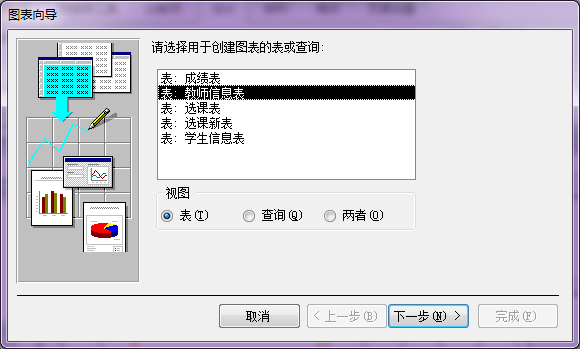 图表向导
请选择用于创建图表的表或查询:
表: 成绩表
表: 教师信息表
表: 选课表
表: 选课新表
表: 学生信息表
视图
表(T) 查询(Q) 两者(O)
取消 < 上一步(B) 下一步(N) > 完成(F)